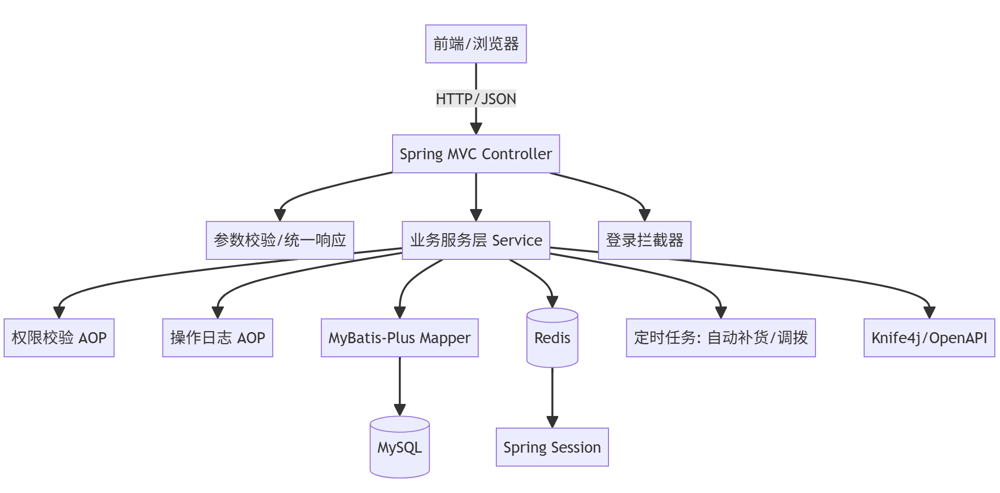 前端/浏览器
HTTP/JSON
Spring MVC Controller
参数校验/统一响应
业务服务层 Service
登录拦截器
权限校验 AOP
操作日志 AOP
MyBatis-Plus Mapper
Redis
定时任务: 自动补货/调拨
Knife4j/OpenAPI
MySQL
Spring Session